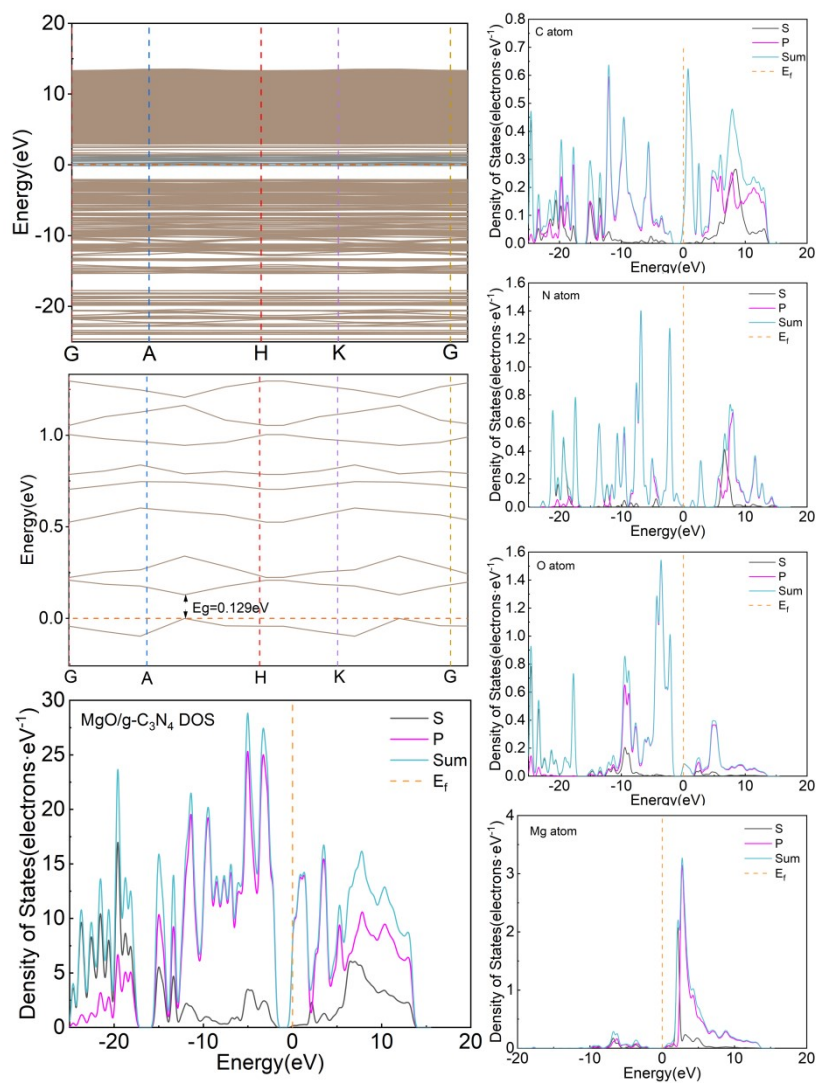 20
10
0
-10
-20
Energy(eV)
G A H K G
1.0
0.5
0.0
Energy(eV)
Eg=0.129eV
G A H K G
30
25
20
15
10
5
0
Density of States(electrons·eV⁻¹)
MgO/g-C₃N₄ DOS
S
P
Sum
E_f
-20 -10 0 10 20
Energy(eV)
0.8
0.7
0.6
0.5
0.4
0.3
0.2
0.1
0.0
Density of States(electrons·eV⁻¹)
C atom
S
P
Sum
E_f
-20 -10 0 10 20
Energy(eV)
1.6
1.4
1.2
1.0
0.8
0.6
0.4
0.2
0.0
Density of States(electrons·eV⁻¹)
N atom
S
P
Sum
E_f
-20 -10 0 10 20
Energy(eV)
1.6
1.4
1.2
1.0
0.8
0.6
0.4
0.2
0.0
Density of States(electrons·eV⁻¹)
O atom
S
P
Sum
E_f
-20 -10 0 10 20
Energy(eV)
4
3
2
1
0
Density of States(electrons·eV⁻¹)
Mg atom
S
P
Sum
E_f
-20 -10 0 10 20
Energy(eV)